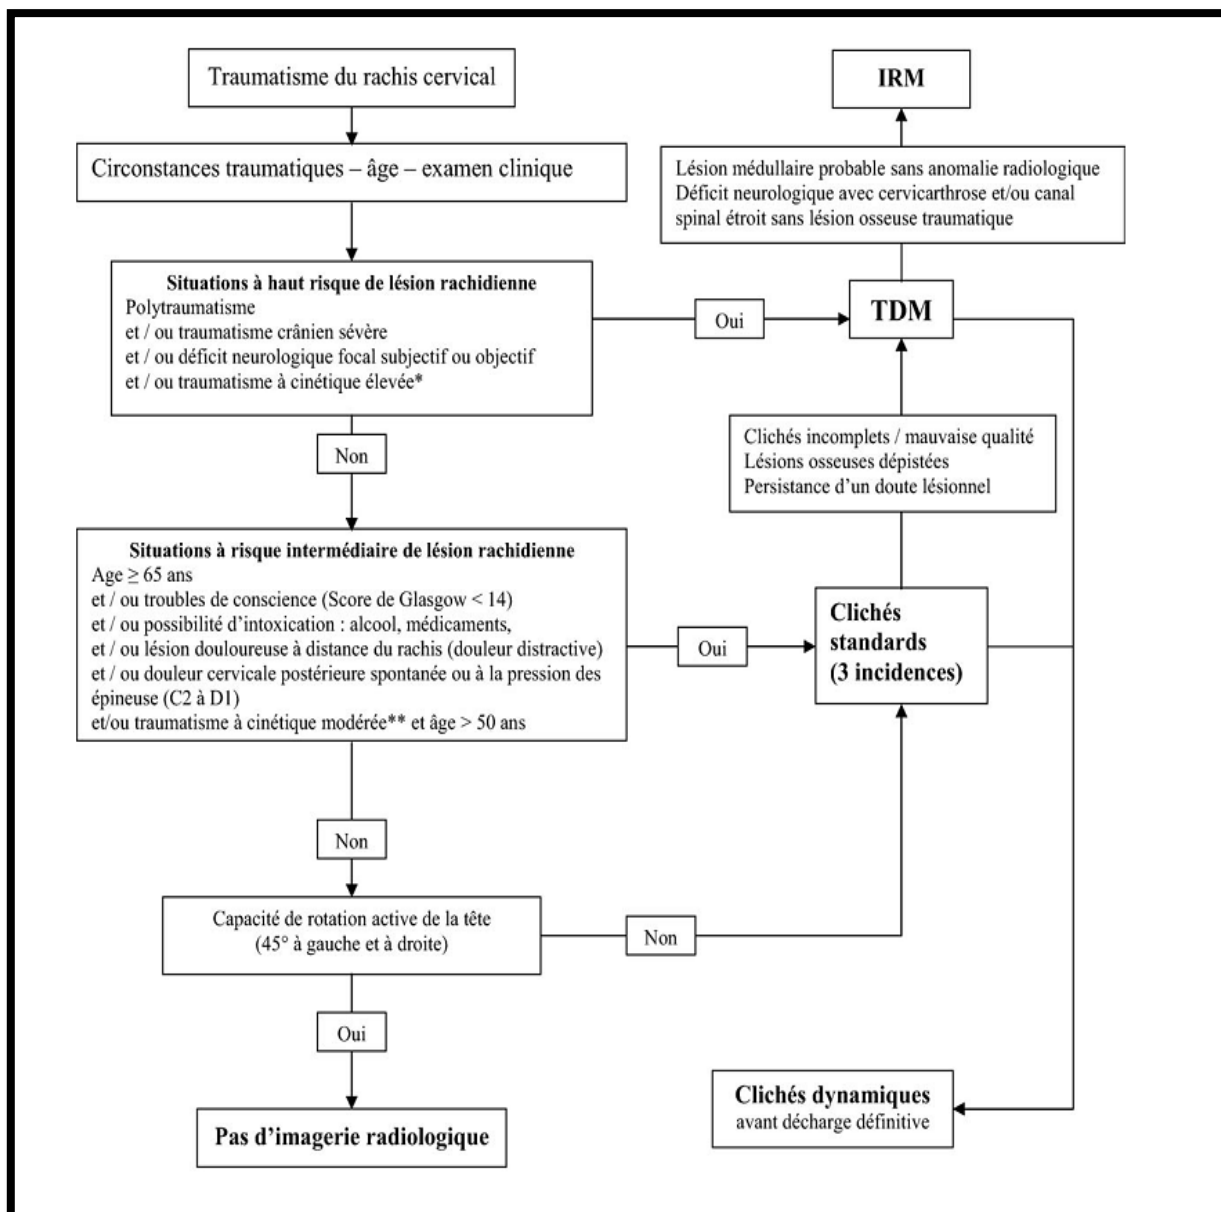 Traumatisme du rachis cervical
Circonstances traumatiques – âge – examen clinique
Situations à haut risque de lésion rachidienne
Polytraumatisme
et / ou traumatisme crânien sévère
et / ou déficit neurologique focal subjectif ou objectif
et / ou traumatisme à cinétique élevée*
Oui
TDM
Lésion médullaire probable sans anomalie radiologique
Déficit neurologique avec cervicarthrose et/ou canal
spinal étroit sans lésion osseuse traumatique
IRM
Non
Situations à risque intermédiaire de lésion rachidienne
Age ≥ 65 ans
et / ou troubles de conscience (Score de Glasgow < 14)
et / ou possibilité d’intoxication : alcool, médicaments,
et / ou lésion douloureuse à distance du rachis (douleur distractive)
et / ou douleur cervicale postérieure spontanée ou à la pression des
épineuse (C2 à D1)
et/ou traumatisme à cinétique modérée** et âge > 50 ans
Oui
Clichés
standards
(3 incidences)
Clichés incomplets / mauvaise qualité
Lésions osseuses dépistées
Persistance d’un doute lésionnel
Non
Capacité de rotation active de la tête
(45° à gauche et à droite)
Non
Oui
Pas d’imagerie radiologique
Clichés dynamiques
avant décharge définitive